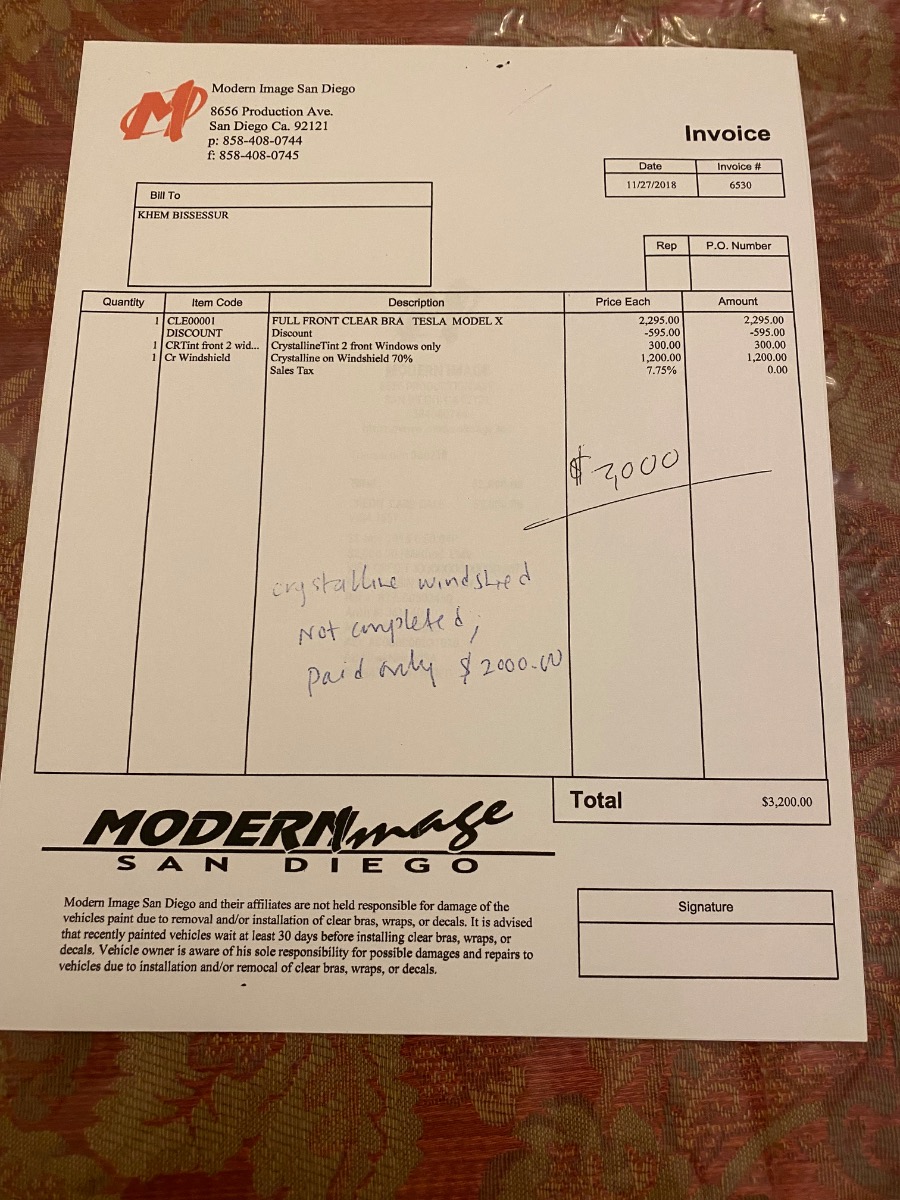 Modern Image San Diego
8656 Production Ave.
San Diego Ca. 92121
p: 858-408-0744
f: 858-408-0745
Invoice
Date Invoice #
11/27/2018 6530
Bill To
KHEM BISSESSUR
Rep P.O. Number
Quantity Item Code Description Price Each Amount
1 CLE00001 FULL FRONT CLEAR BRA TESLA MODEL X 2,295.00 2,295.00
DISCOUNT Discount -595.00 -595.00
1 CRTint front 2 wid... CrystallineTint 2 front Windows only 300.00 300.00
1 Cr Windshield Crystalline on Windshield 70% 1,200.00 1,200.00
Sales Tax 7.75% 0.00
$ 2,000
crystalline windshied
Not completed;
paid only $2000.00
Total $3,200.00
MODERN Image
SAN DIEGO
Modern Image San Diego and their affiliates are not held responsible for damage of the
vehicles paint due to removal and/or installation of clear bras, wraps, or decals. It is advised
that recently painted vehicles wait at least 30 days before installing clear bras, wraps, or
decals. Vehicle owner is aware of his sole responsibility for possible damages and repairs to
vehicles due to installation and/or remocal of clear bras, wraps, or decals.
Signature